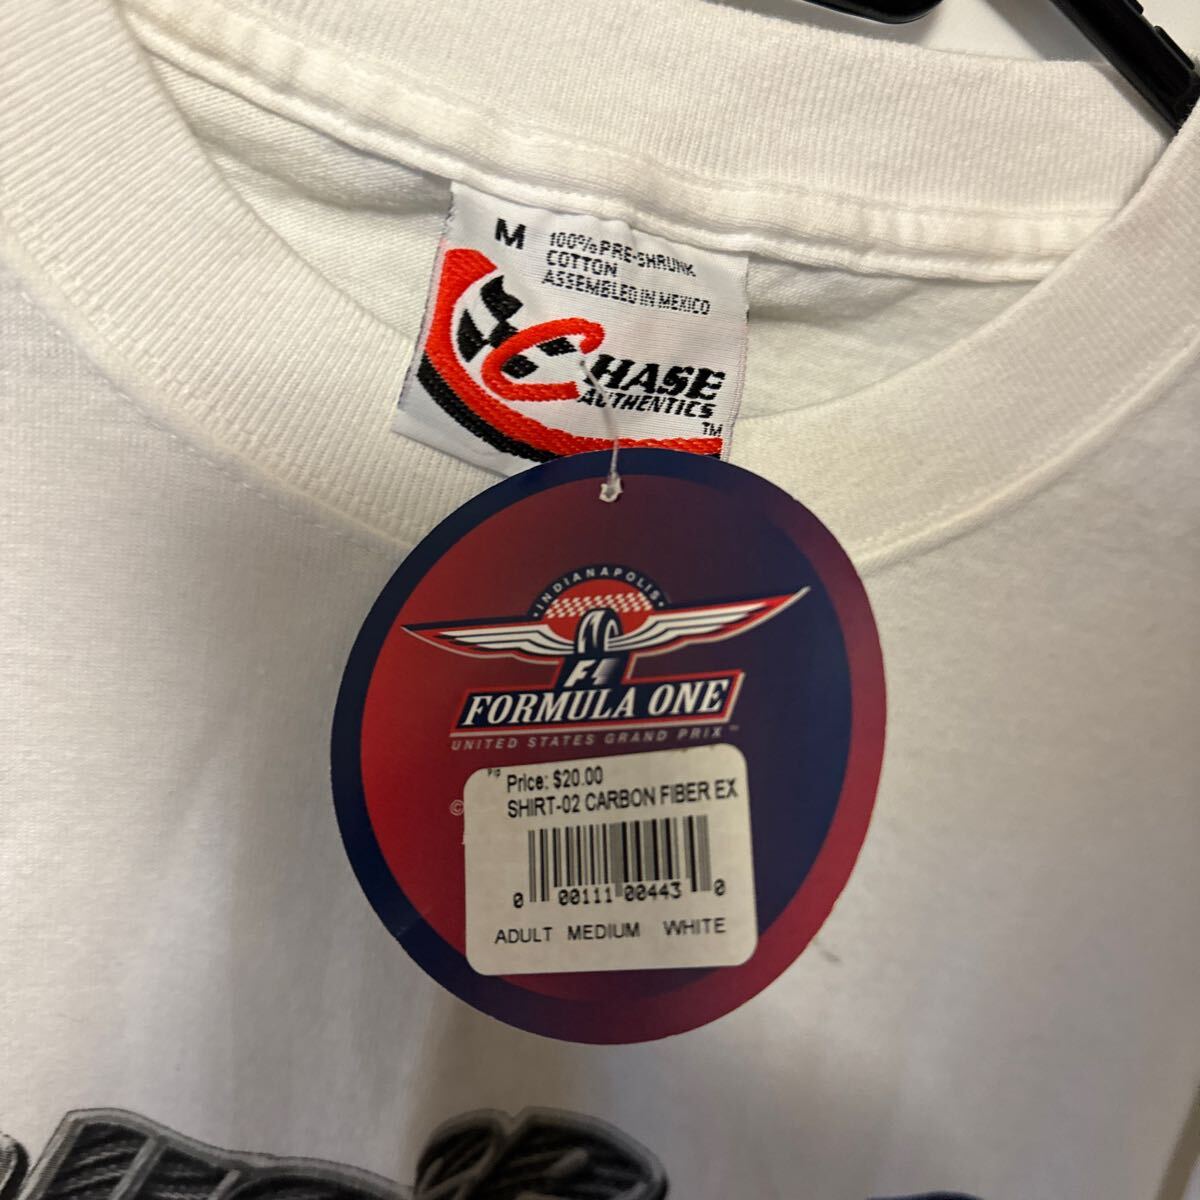 M
100% PRE-SHRUNK
COTTON
ASSEMBLED IN MEXICO
CHASE
AUTHENTICS
TM
• INDIANAPOLIS •
F1
FORMULA ONE
UNITED STATES GRAND PRIX™
Price: $20.00
SHIRT-02 CARBON FIBER EX
0 00111 00443 0
ADULT MEDIUM WHITE